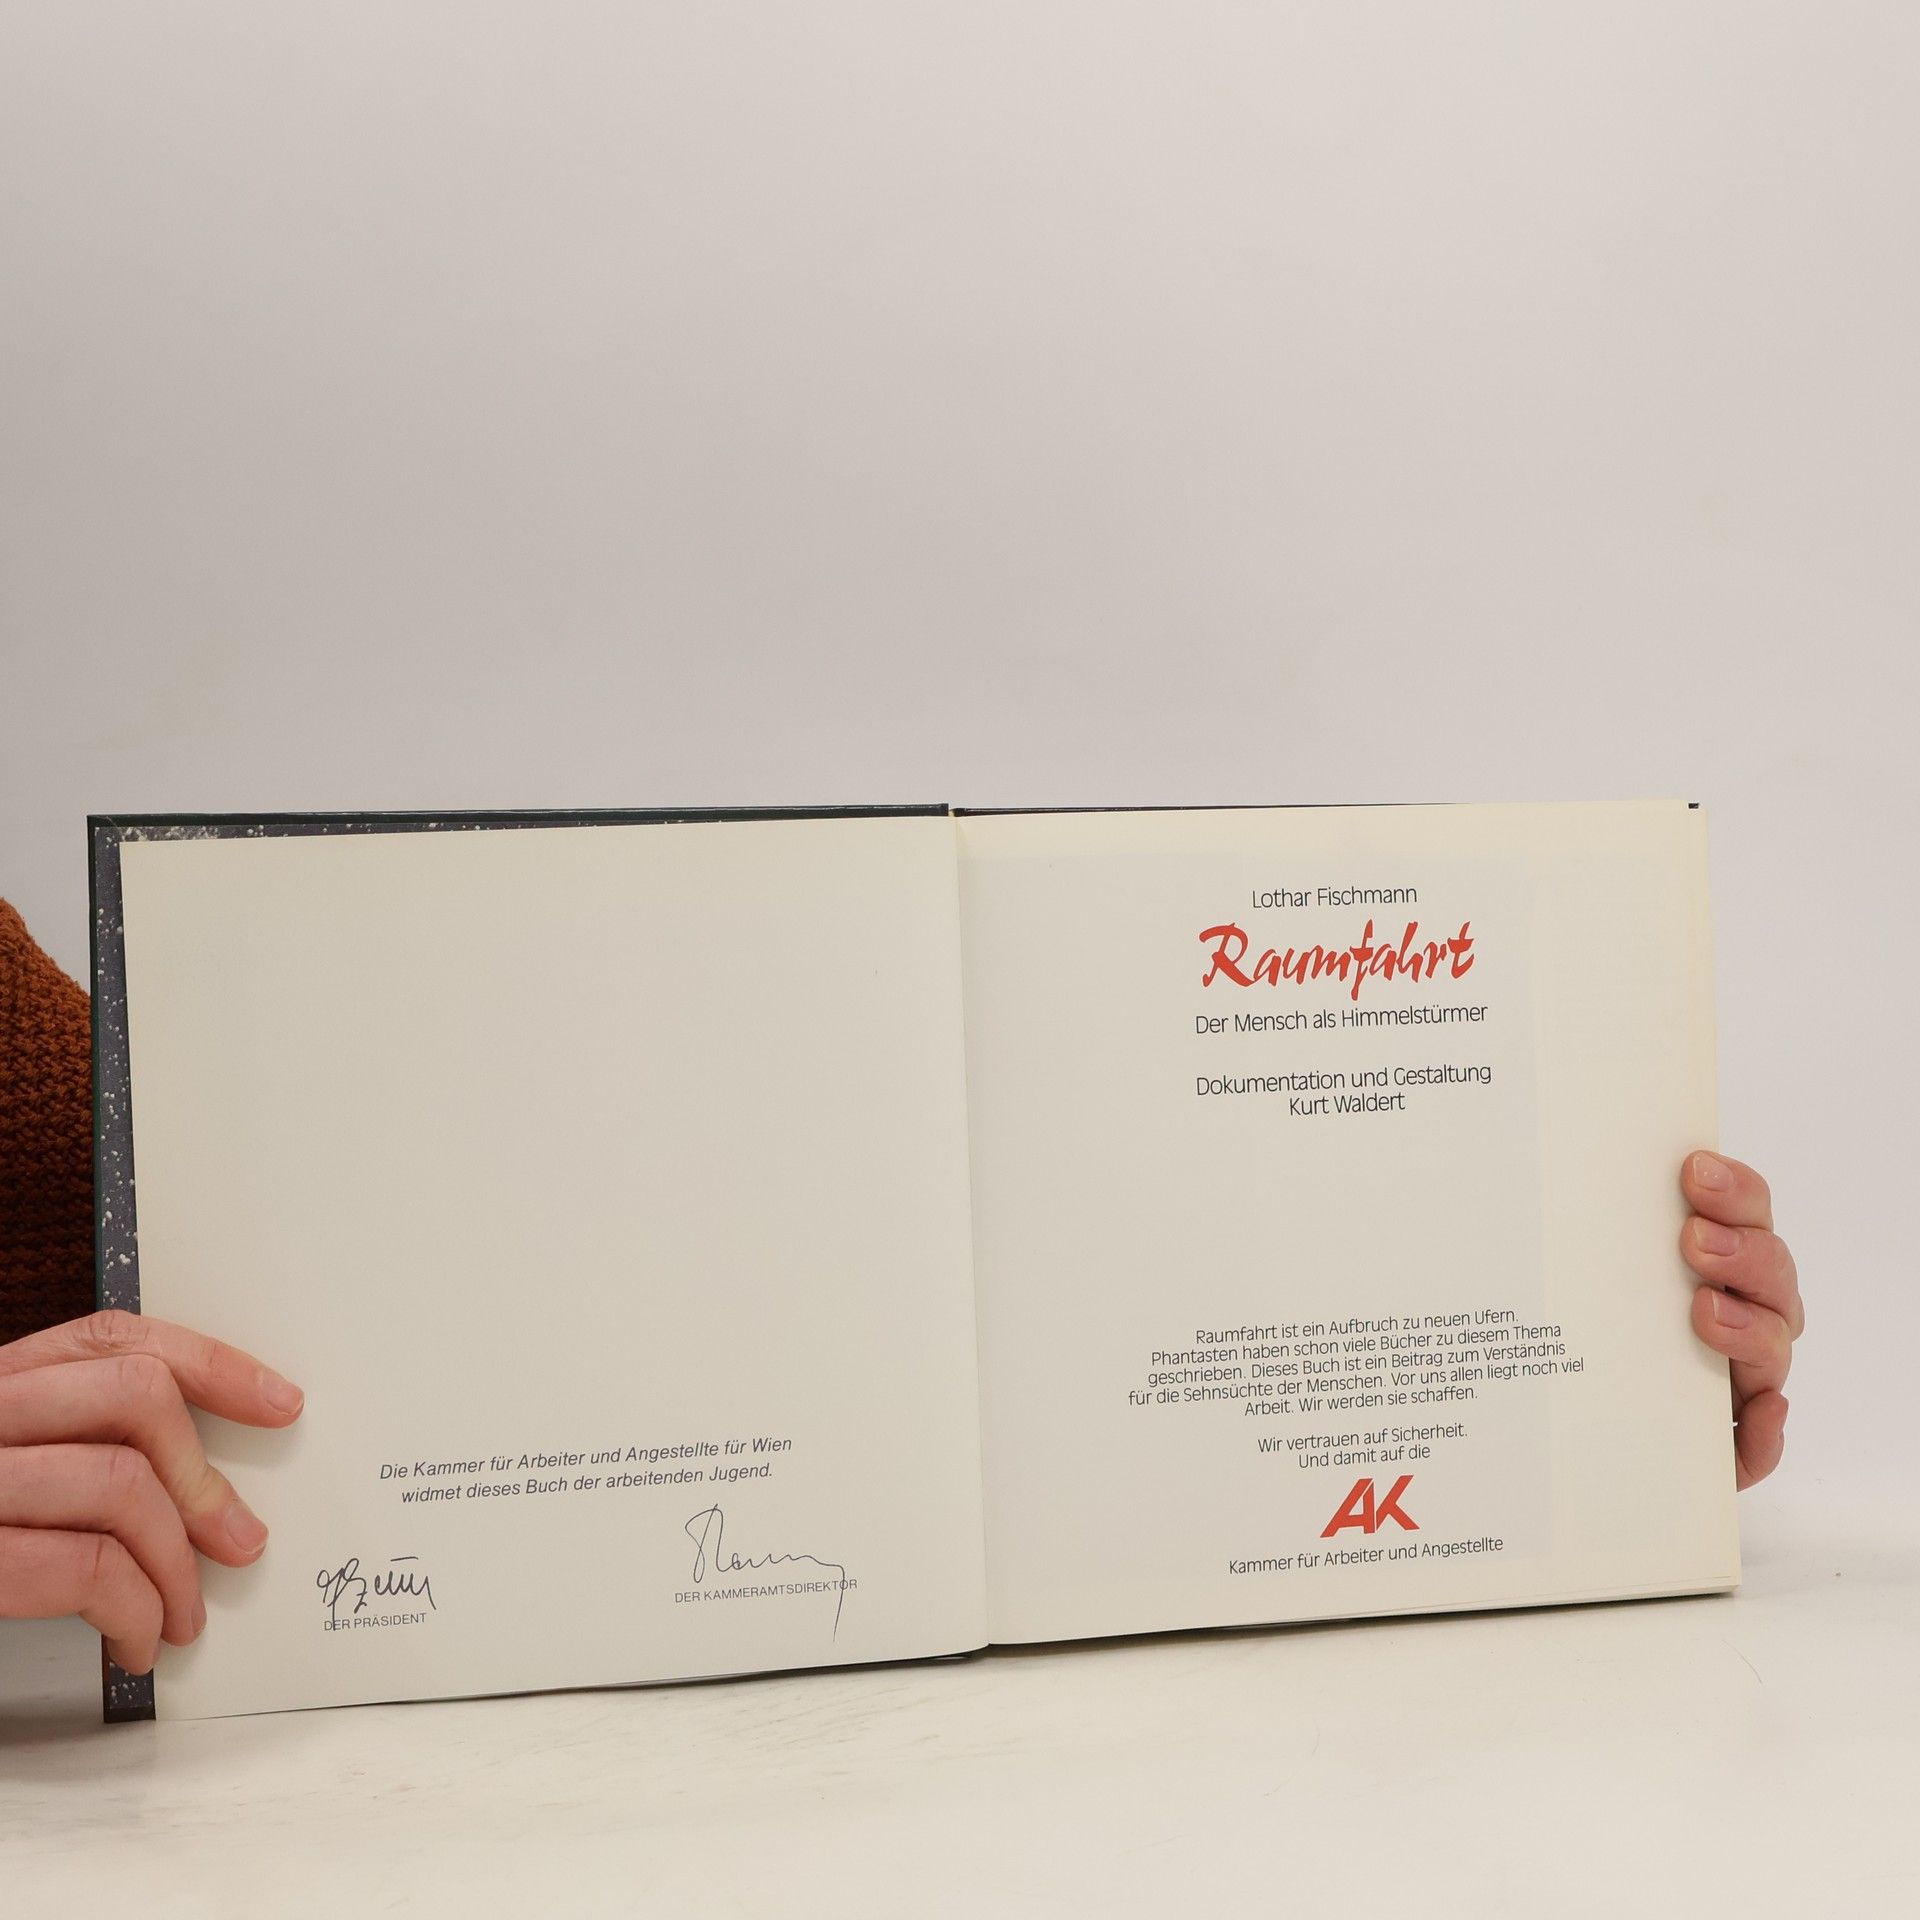 Die Kammer für Arbeiter und Angestellte für Wien
widmet dieses Buch der arbeitenden Jugend.
DER PRÄSIDENT
DER KAMMERAMTSDIREKTOR
Lothar Fischmann
Raumfahrt
Der Mensch als Himmelstürmer
Dokumentation und Gestaltung
Kurt Waldert
Raumfahrt ist ein Aufbruch zu neuen Ufern.
Phantasten haben schon viele Bücher zu diesem Thema
geschrieben. Dieses Buch ist ein Beitrag zum Verständnis
für die Sehnsüchte der Menschen. Vor uns allen liegt noch viel
Arbeit. Wir werden sie schaffen.
Wir vertrauen auf Sicherheit.
Und damit auf die
AK
Kammer für Arbeiter und Angestellte